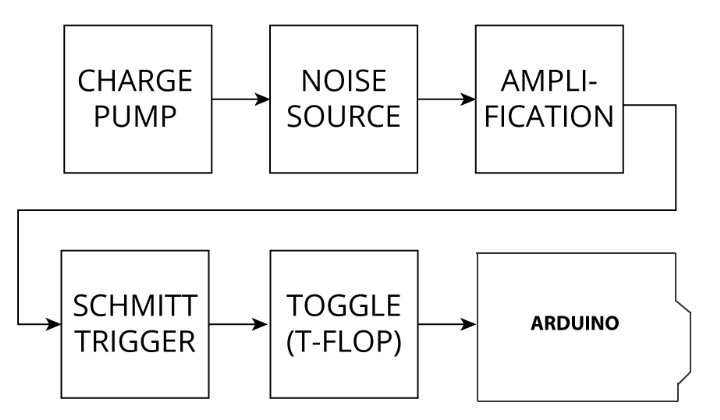 CHARGE
PUMP
NOISE
SOURCE
AMPLI-
FICATION
SCHMITT
TRIGGER
TOGGLE
(T-FLOP)
ARDUINO